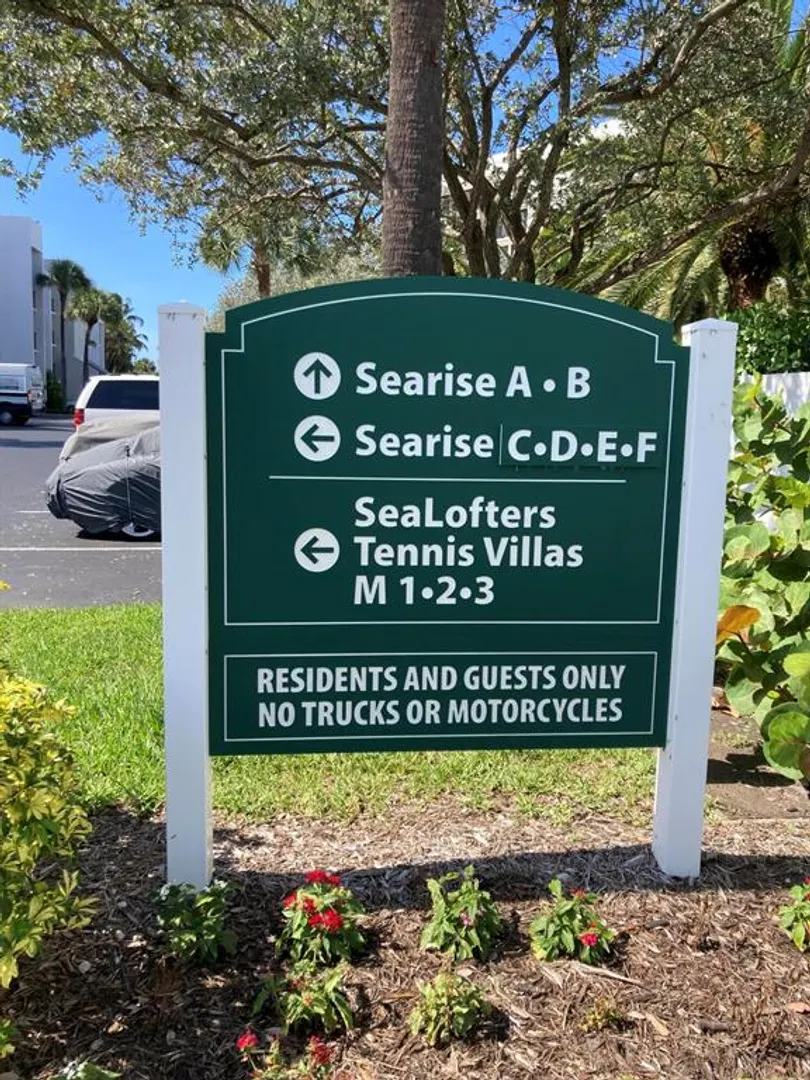 Searise A • B
Searise C•D•E•F
SeaLofters
Tennis Villas
M 1•2•3
RESIDENTS AND GUESTS ONLY
NO TRUCKS OR MOTORCYCLES